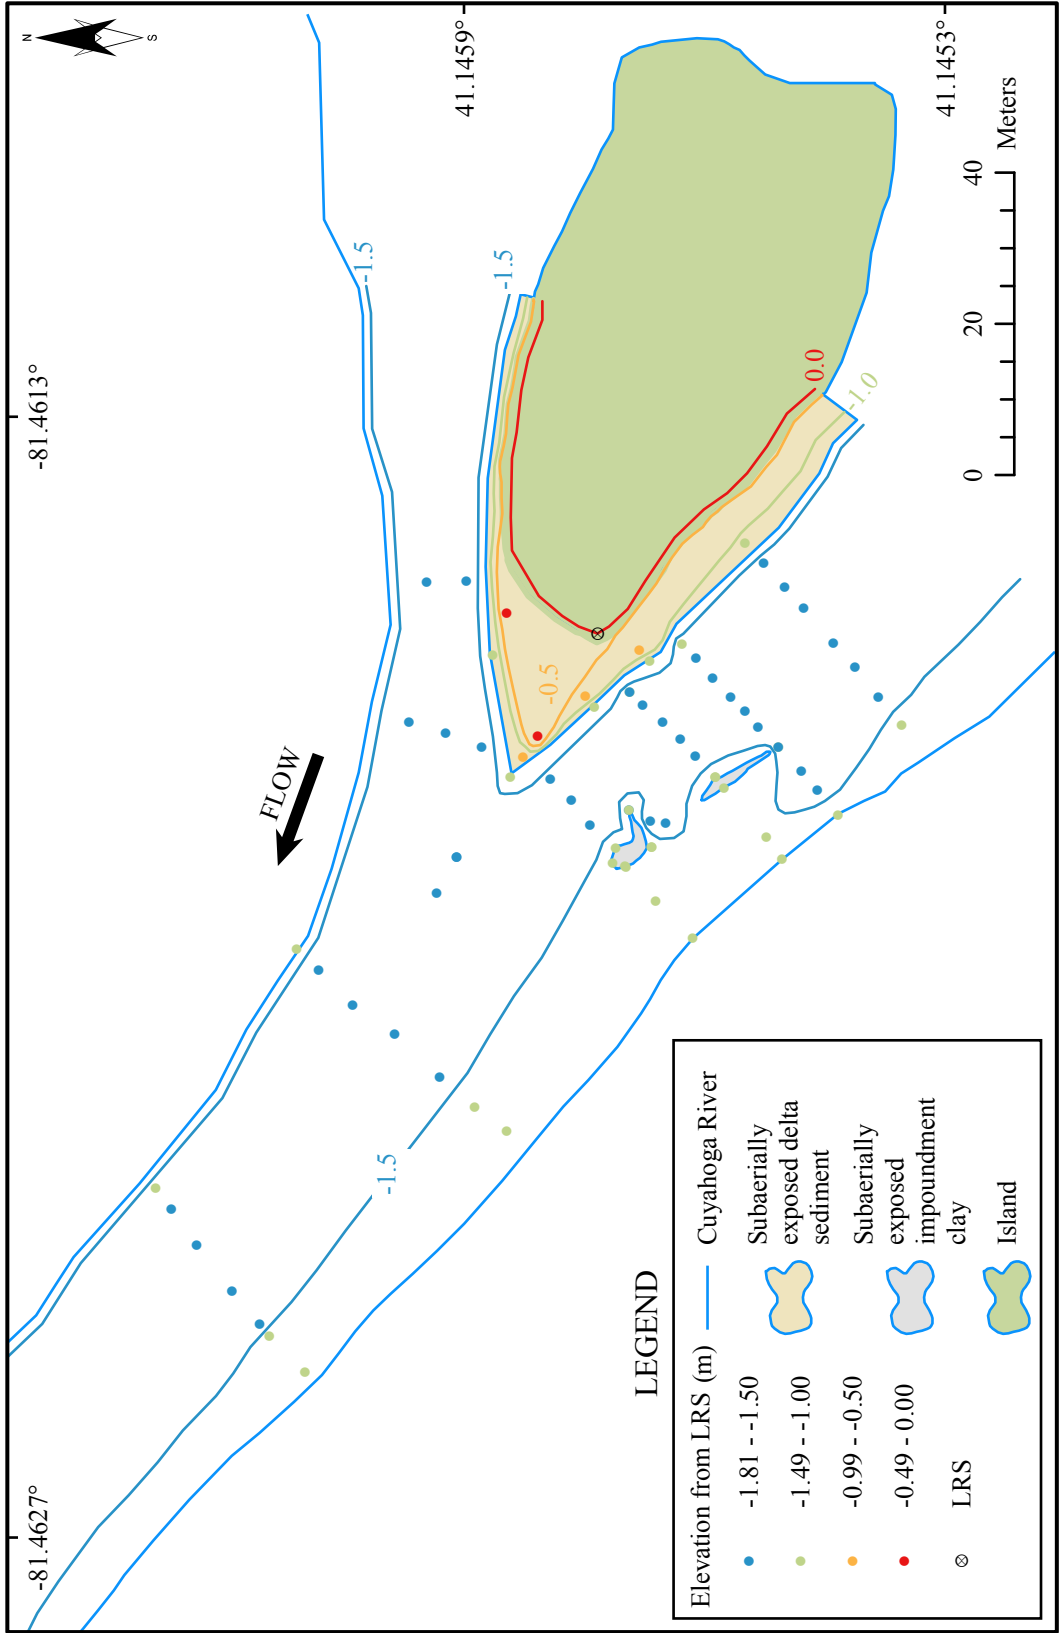 N
S
-81.4613°
-81.4627°
41.1459°
41.1453°
FLOW
-1.5
-1.5
-1.5
-0.5
0.0
-1.0
0
20
40
Meters
LEGEND
Elevation from LRS (m)
-1.81 - -1.50
-1.49 - -1.00
-0.99 - -0.50
-0.49 - 0.00
LRS
Cuyahoga River
Subaerially
exposed delta
sediment
Subaerially
exposed
impoundment
clay
Island